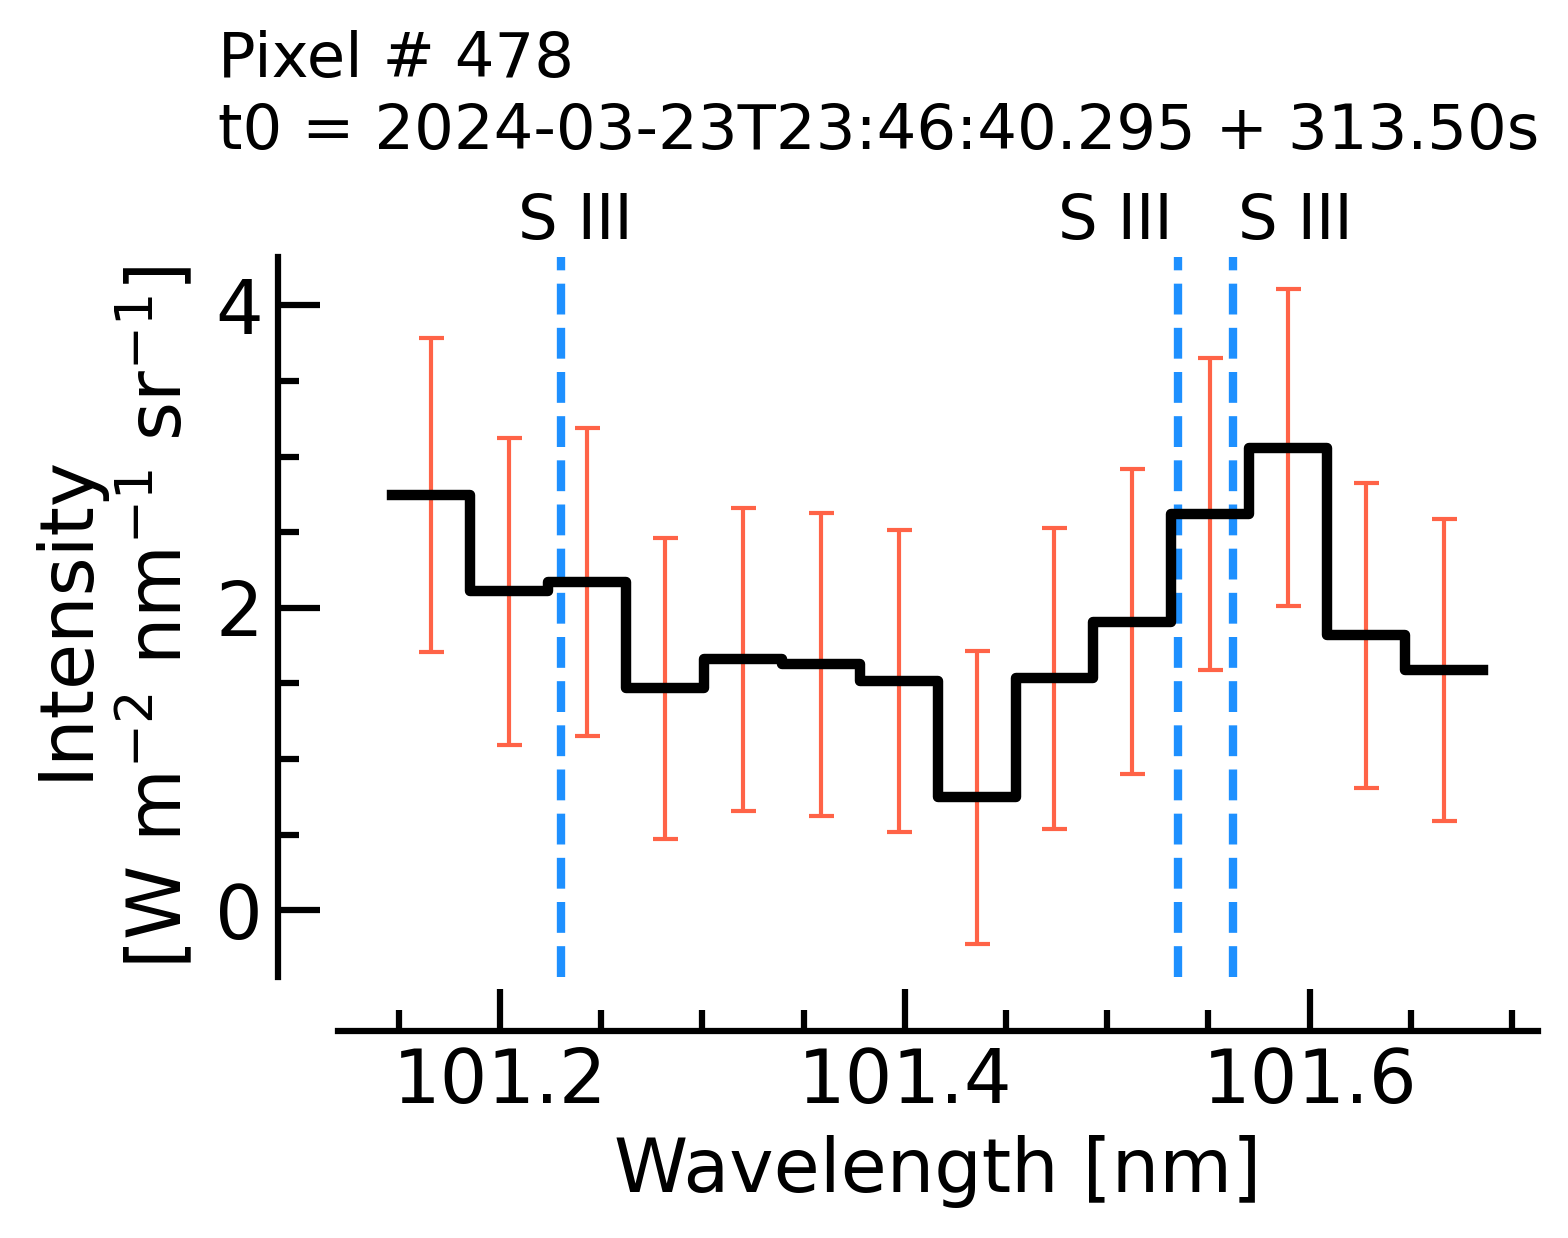 Pixel # 478
t0 = 2024-03-23T23:46:40.295 + 313.50s
S III S III S III
Intensity
[W m⁻² nm⁻¹ sr⁻¹]
4
2
0
101.2 101.4 101.6
Wavelength [nm]